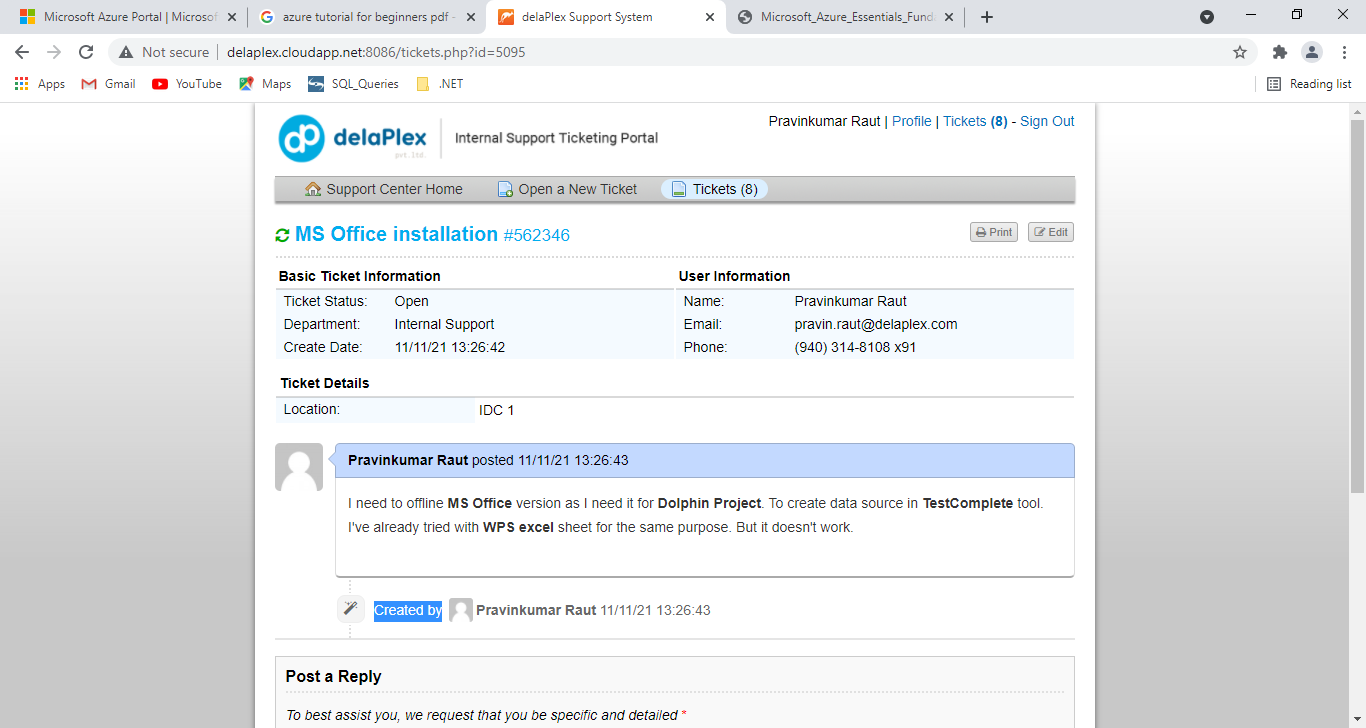 Microsoft Azure Portal | Microsof
azure tutorial for beginners pdf -
delaPlex Support System
Microsoft_Azure_Essentials_Fund
Not secure
delaplex.cloudapp.net:8086/tickets.php?id=5095
Apps
Gmail
YouTube
Maps
SQL_Queries
.NET
Reading list
dp delaPlex
pvt.ltd.
Internal Support Ticketing Portal
Pravinkumar Raut | Profile | Tickets (8) - Sign Out
Support Center Home
Open a New Ticket
Tickets (8)
MS Office installation #562346
Print
Edit
Basic Ticket Information
User Information
Ticket Status: Open
Name: Pravinkumar Raut
Department: Internal Support
Email: pravin.raut@delaplex.com
Create Date: 11/11/21 13:26:42
Phone: (940) 314-8108 x91
Ticket Details
Location: IDC 1
Pravinkumar Raut posted 11/11/21 13:26:43
I need to offline MS Office version as I need it for Dolphin Project. To create data source in TestComplete tool.
I've already tried with WPS excel sheet for the same purpose. But it doesn't work.
Created by Pravinkumar Raut 11/11/21 13:26:43
Post a Reply
To best assist you, we request that you be specific and detailed *